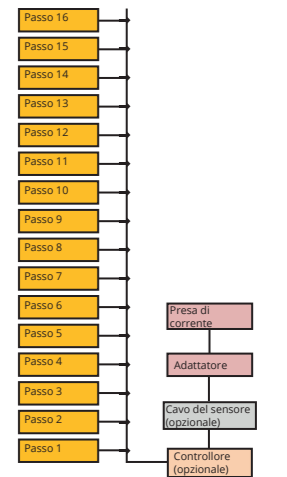 Passo 16
Passo 15
Passo 14
Passo 13
Passo 12
Passo 11
Passo 10
Passo 9
Passo 8
Passo 7
Passo 6
Passo 5
Passo 4
Passo 3
Passo 2
Passo 1
Presa di
corrente
Adattatore
Cavo del sensore
(opzionale)
Controllore
(opzionale)